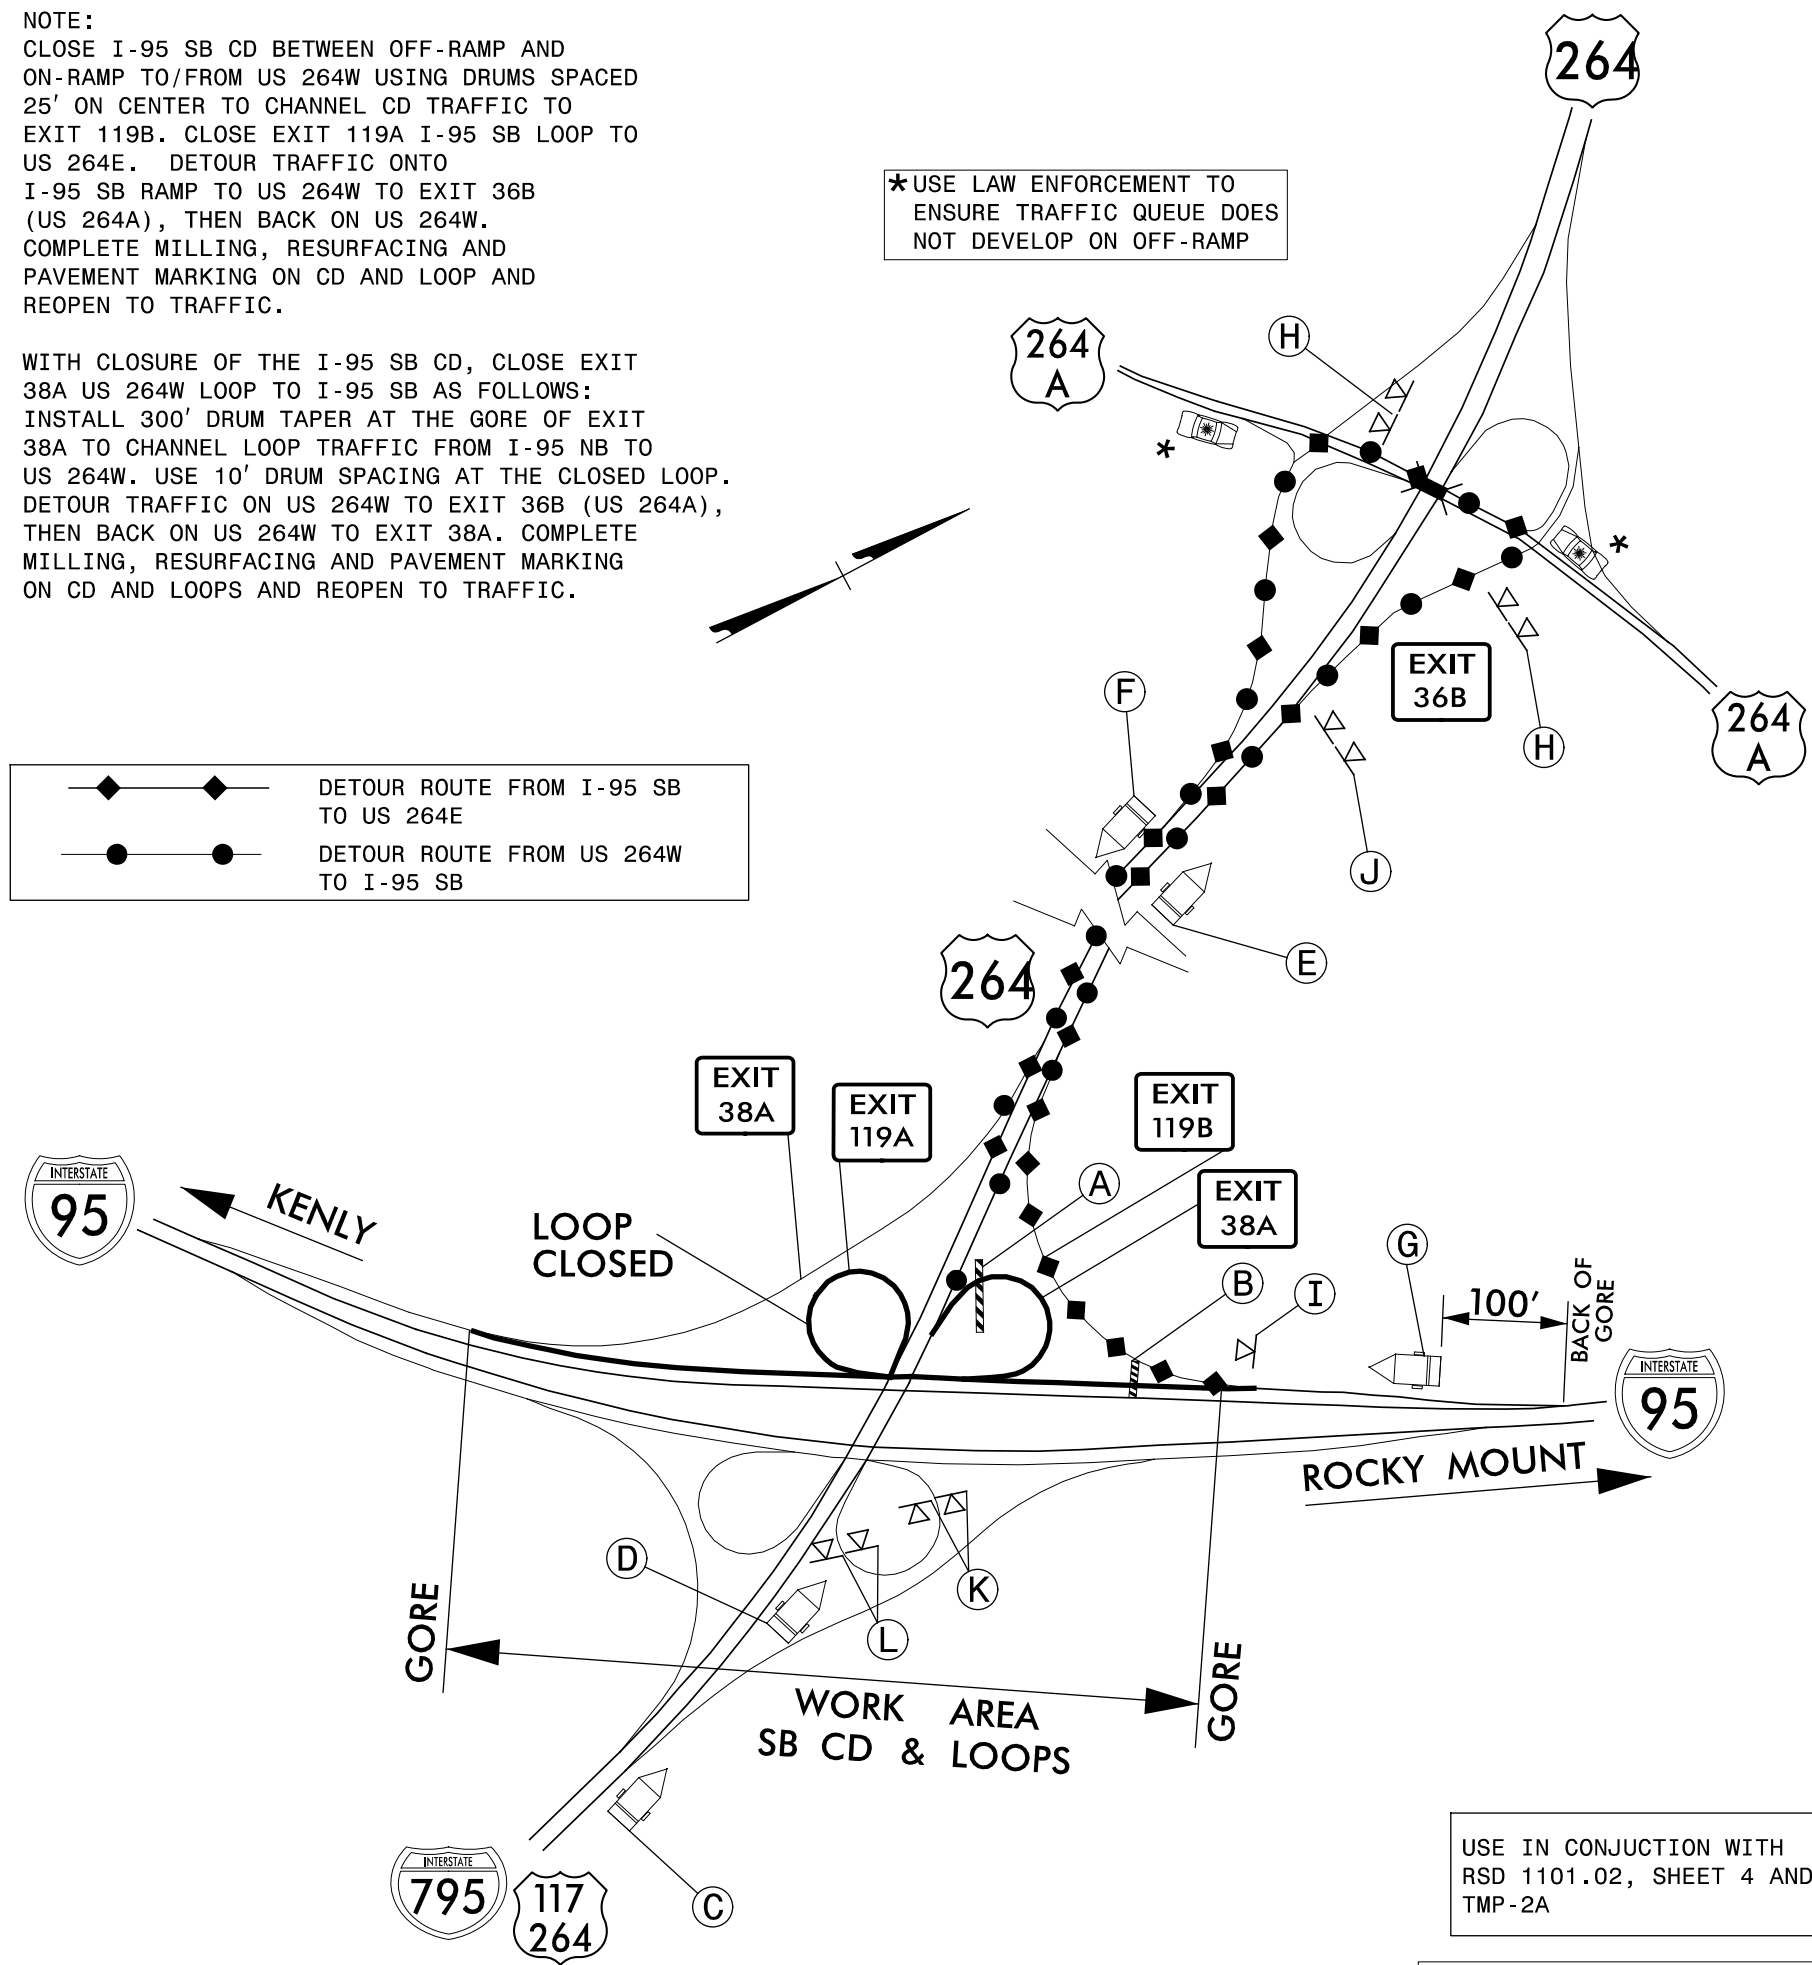 NOTE:
CLOSE I-95 SB CD BETWEEN OFF-RAMP AND
ON-RAMP TO/FROM US 264W USING DRUMS SPACED
25' ON CENTER TO CHANNEL CD TRAFFIC TO
EXIT 119B. CLOSE EXIT 119A I-95 SB LOOP TO
US 264E. DETOUR TRAFFIC ONTO
I-95 SB RAMP TO US 264W TO EXIT 36B
(US 264A), THEN BACK ON US 264W.
COMPLETE MILLING, RESURFACING AND
PAVEMENT MARKING ON CD AND LOOP AND
REOPEN TO TRAFFIC.
WITH CLOSURE OF THE I-95 SB CD, CLOSE EXIT
38A US 264W LOOP TO I-95 SB AS FOLLOWS:
INSTALL 300' DRUM TAPER AT THE GORE OF EXIT
38A TO CHANNEL LOOP TRAFFIC FROM I-95 NB TO
US 264W. USE 10' DRUM SPACING AT THE CLOSED LOOP.
DETOUR TRAFFIC ON US 264W TO EXIT 36B (US 264A),
THEN BACK ON US 264W TO EXIT 38A. COMPLETE
MILLING, RESURFACING AND PAVEMENT MARKING
ON CD AND LOOPS AND REOPEN TO TRAFFIC.
264
* USE LAW ENFORCEMENT TO
ENSURE TRAFFIC QUEUE DOES
NOT DEVELOP ON OFF-RAMP
264
A
H
*
*
EXIT
36B
F
H
264
A
DETOUR ROUTE FROM I-95 SB
TO US 264E
DETOUR ROUTE FROM US 264W
TO I-95 SB
J
E
264
EXIT
38A
EXIT
119A
EXIT
119B
A
EXIT
38A
INTERSTATE
95
KENLY
LOOP
CLOSED
B
I
G
100'
BACK OF
GORE
INTERSTATE
95
ROCKY MOUNT
D
K
L
GORE
GORE
WORK AREA
SB CD & LOOPS
C
INTERSTATE
795
117
264
USE IN CONJUCTION WITH
RSD 1101.02, SHEET 4 AND
TMP-2A